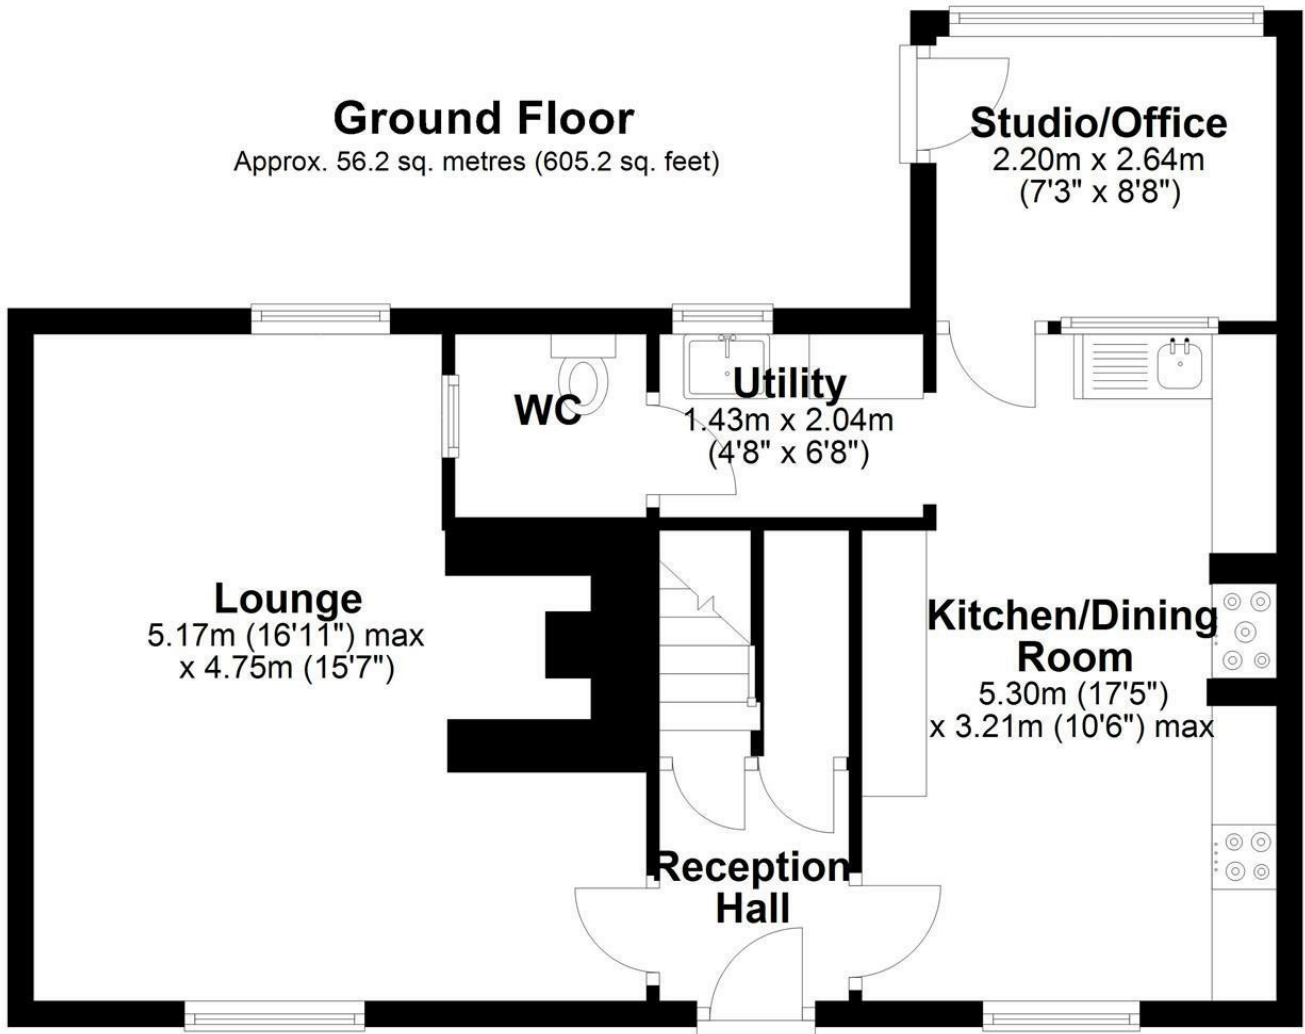 Ground Floor
Approx. 56.2 sq. metres (605.2 sq. feet)
Studio/Office
2.20m x 2.64m
(7'3" x 8'8")
WC
Utility
1.43m x 2.04m
(4'8" x 6'8")
Lounge
5.17m (16'11") max
x 4.75m (15'7")
Kitchen/Dining
Room
5.30m (17'5")
x 3.21m (10'6") max
Reception
Hall